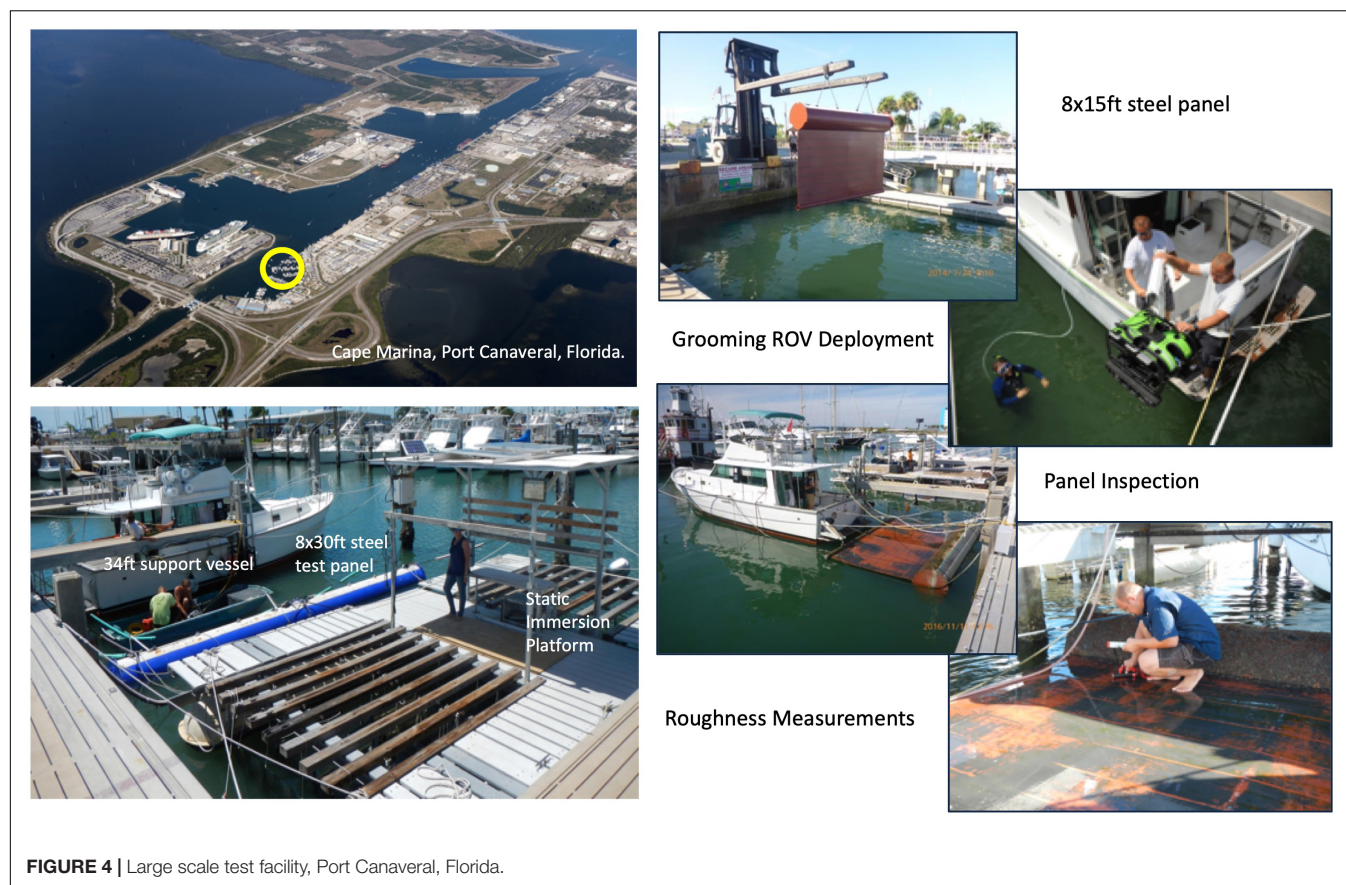 Cape Marina, Port Canaveral, Florida.
34ft support vessel
8x30ft steel
test panel
Static
Immersion
Platform
8x15ft steel panel
Grooming ROV Deployment
Panel Inspection
Roughness Measurements
FIGURE 4 | Large scale test facility, Port Canaveral, Florida.